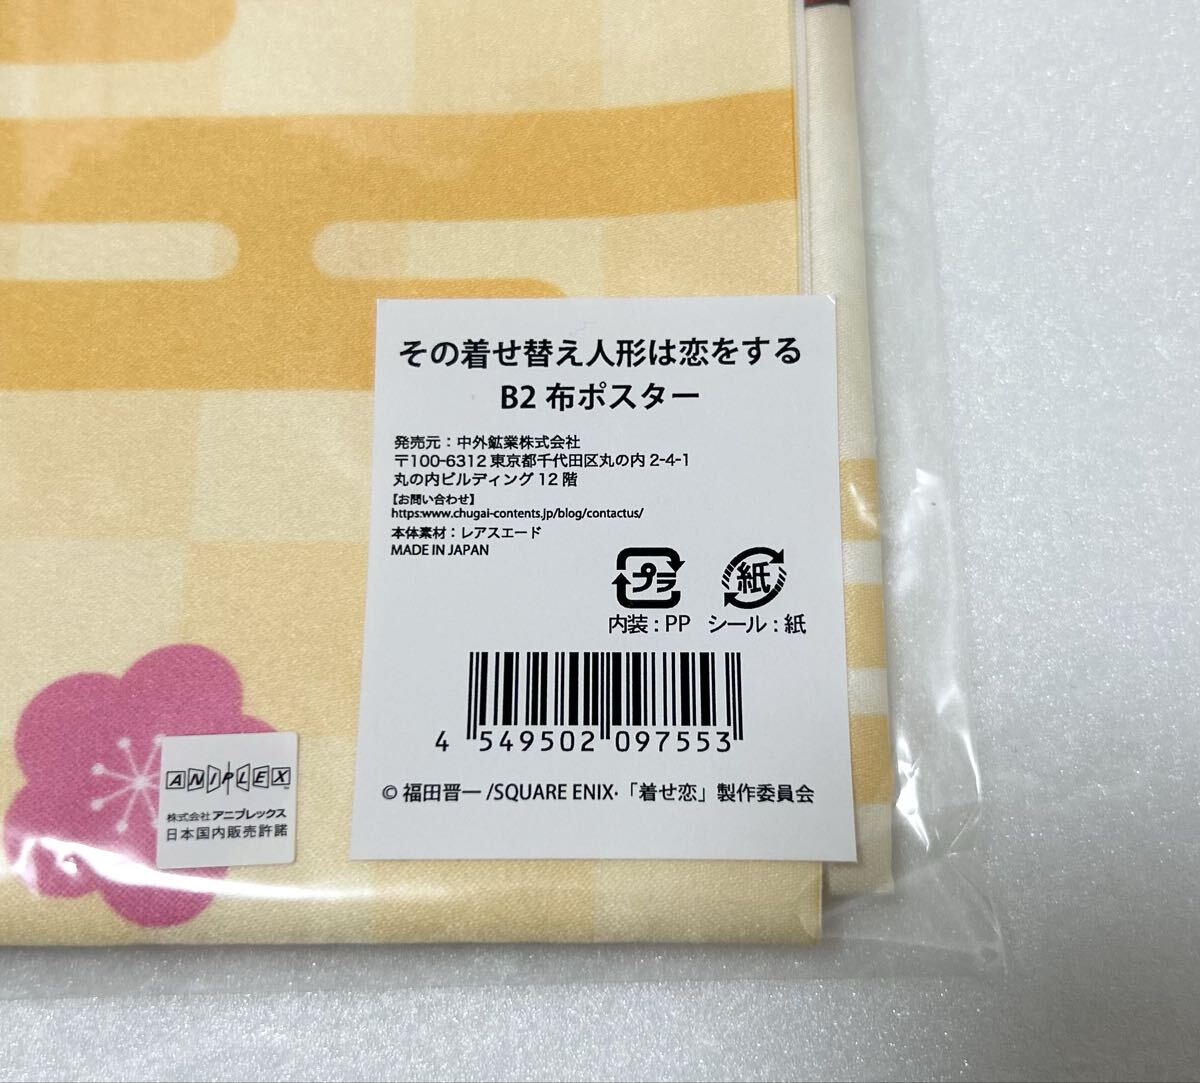 その着せ替え人形は恋をする
B2 布ポスター
発売元：中外鉱業株式会社
〒100-6312 東京都千代田区丸の内 2-4-1
丸の内ビルディング 12 階
【お問い合わせ】
https:www.chugai-contents.jp/blog/contactus/
本体素材：レアスエード
MADE IN JAPAN
プラ 紙
内装：PP シール：紙
4 549502 097553
© 福田晋一 /SQUARE ENIX・「着せ恋」製作委員会
ANIPLEX
株式会社 アニプレックス
日本国内販売許諾